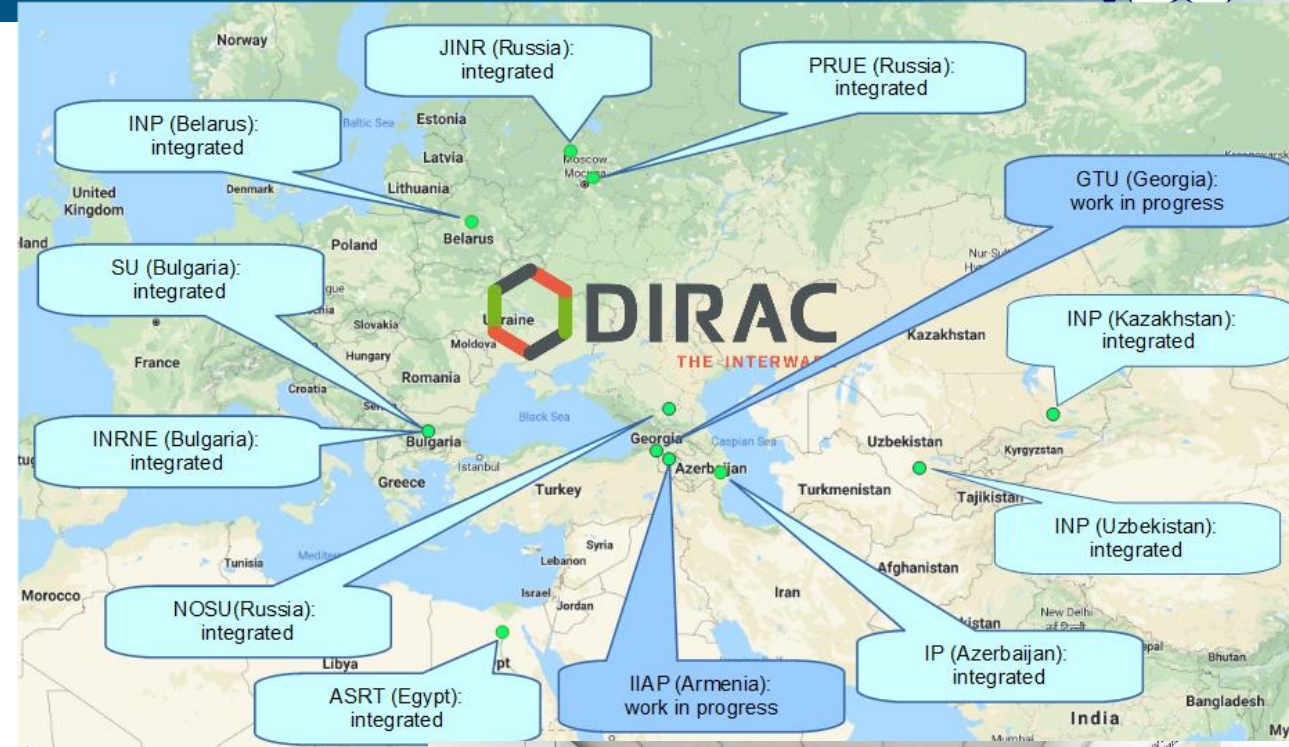 Norway
JINR (Russia):
integrated
PRUE (Russia):
integrated
INP (Belarus):
integrated
Baltic Sea
Estonia
Latvia
Moscow
Lithuania
Denmark
United
Kingdom
GTU (Georgia):
work in progress
Belarus
Poland
SU (Bulgaria):
integrated
DIRAC
THE INTERWA
Slovakia
Moldova
Kazakhstan
INP (Kazakhstan):
integrated
France
Hungary
Romania
Croatia
Black Sea
INRNE (Bulgaria):
integrated
Bulgaria
Georgia
Caspian Sea
Uzbekistan
Kyrgyzstan
Istanbul
Azerbaijan
Greece
Turkey
Turkmenistan
Tajikistan
INP (Uzbekistan):
integrated
Syria
Tunisia
Lebanon
Afghanistan
Morocco
Israel
Iran
Jordan
NOSU(Russia):
integrated
New Delhi
IP (Azerbaijan):
integrated
Libya
Bhutan
ASRT (Egypt):
integrated
IIAP (Armenia):
work in progress
Bangladesh
India